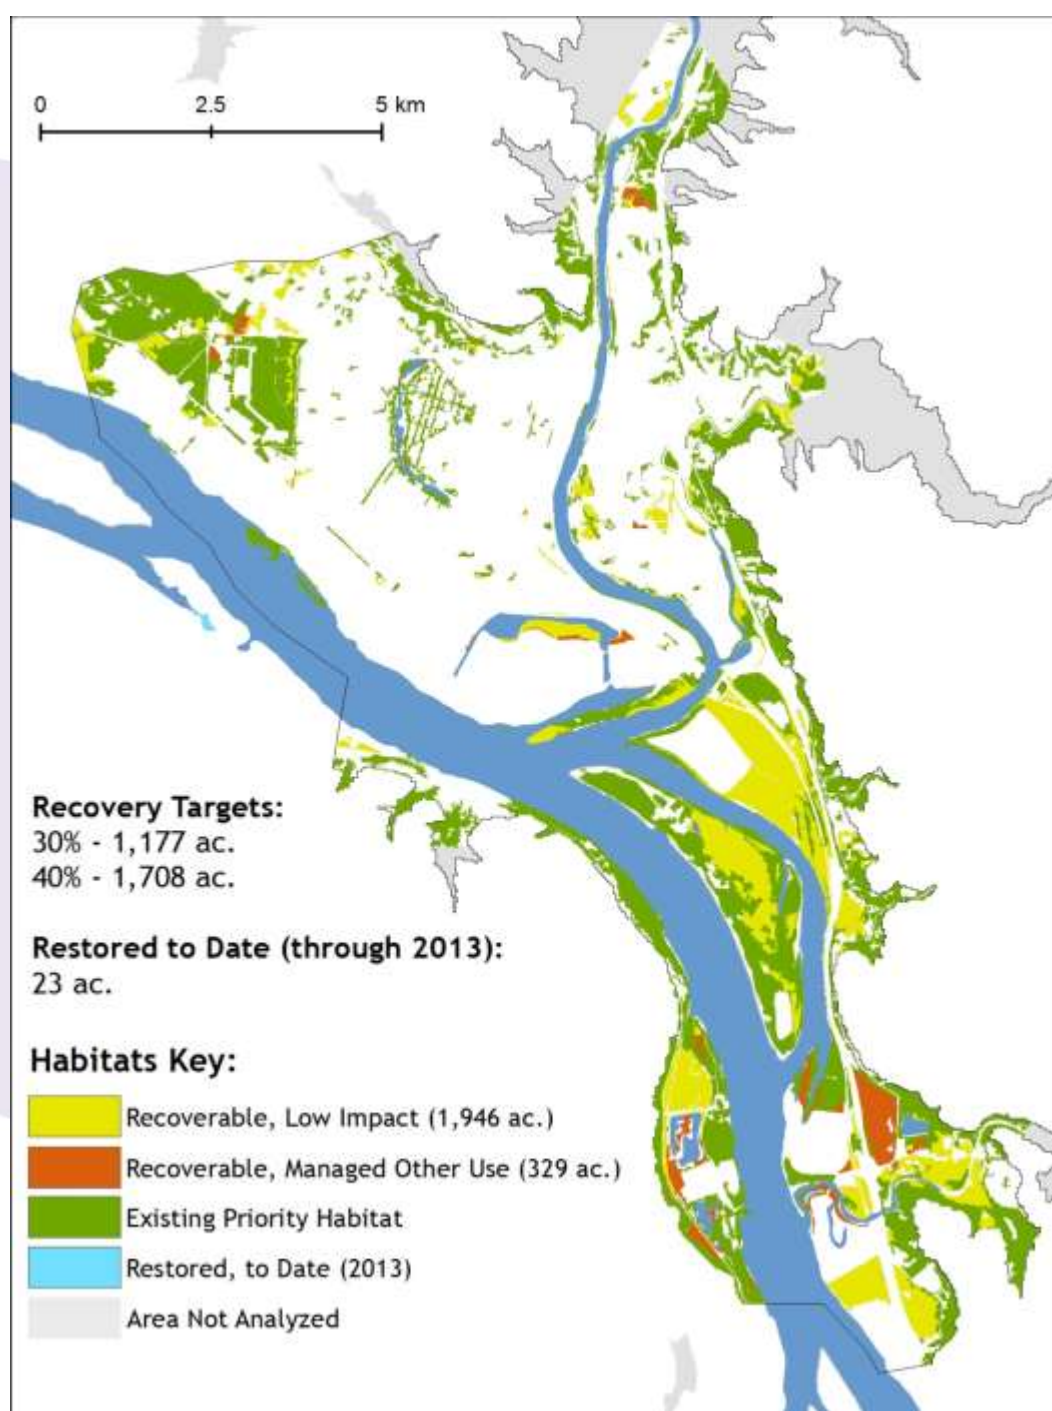 0 2.5 5 km
Recovery Targets:
30% - 1,177 ac.
40% - 1,708 ac.
Restored to Date (through 2013):
23 ac.
Habitats Key:
Recoverable, Low Impact (1,946 ac.)
Recoverable, Managed Other Use (329 ac.)
Existing Priority Habitat
Restored, to Date (2013)
Area Not Analyzed